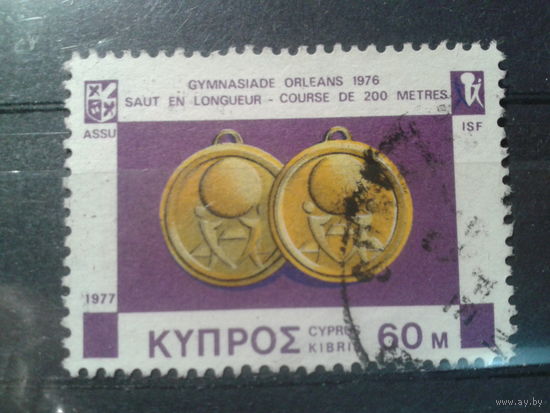 GYMNASIADE ORLEANS 1976
SAUT EN LONGUEUR - COURSE DE 200 METRES
ASSU
ISF
1977
ΚΥΠΡΟΣ CYPRUS 60 M
KIBRIS
www.ay.by